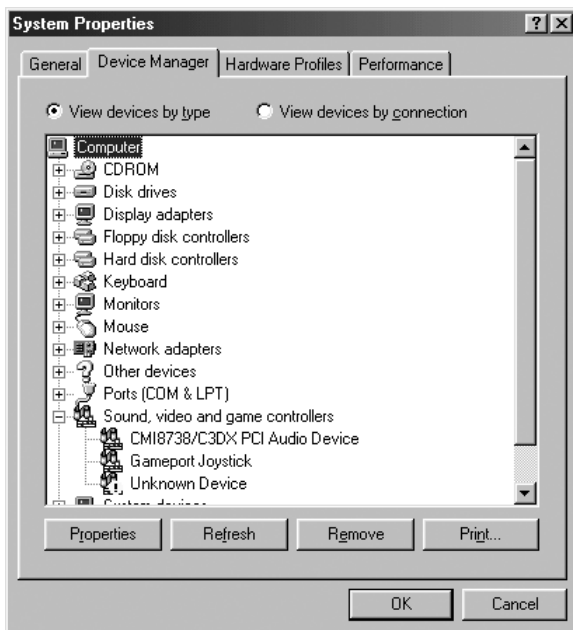 System Properties
General Device Manager Hardware Profiles Performance
View devices by type View devices by connection
Computer
CDROM
Disk drives
Display adapters
Floppy disk controllers
Hard disk controllers
Keyboard
Monitors
Mouse
Network adapters
Other devices
Ports (COM & LPT)
Sound, video and game controllers
CMI8738/C3DX PCI Audio Device
Gameport Joystick
Unknown Device
System devices
Properties Refresh Remove Print...
OK Cancel